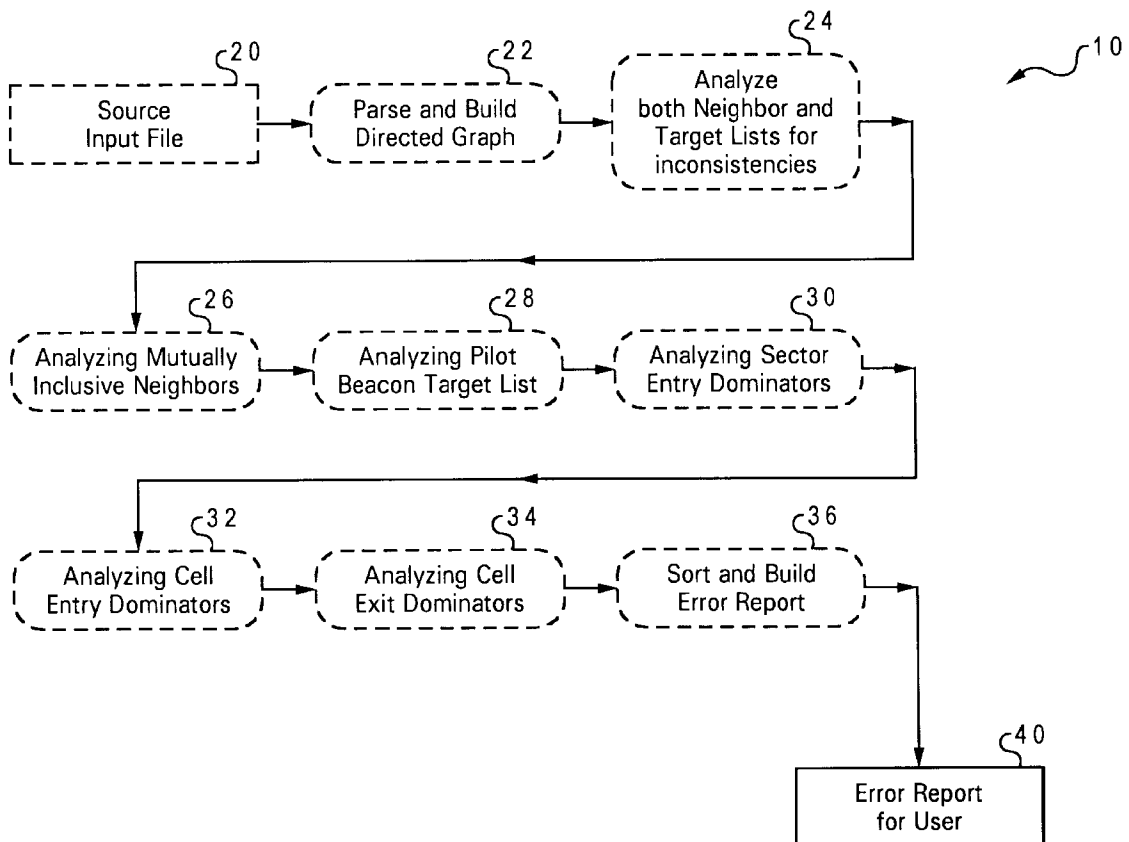 20
22
24
10
Source
Input File
Parse and Build
Directed Graph
Analyze
both Neighbor and
Target Lists for
inconsistencies
26
28
30
Analyzing Mutually
Inclusive Neighbors
Analyzing Pilot
Beacon Target List
Analyzing Sector
Entry Dominators
32
34
36
Analyzing Cell
Entry Dominators
Analyzing Cell
Exit Dominators
Sort and Build
Error Report
40
Error Report
for User